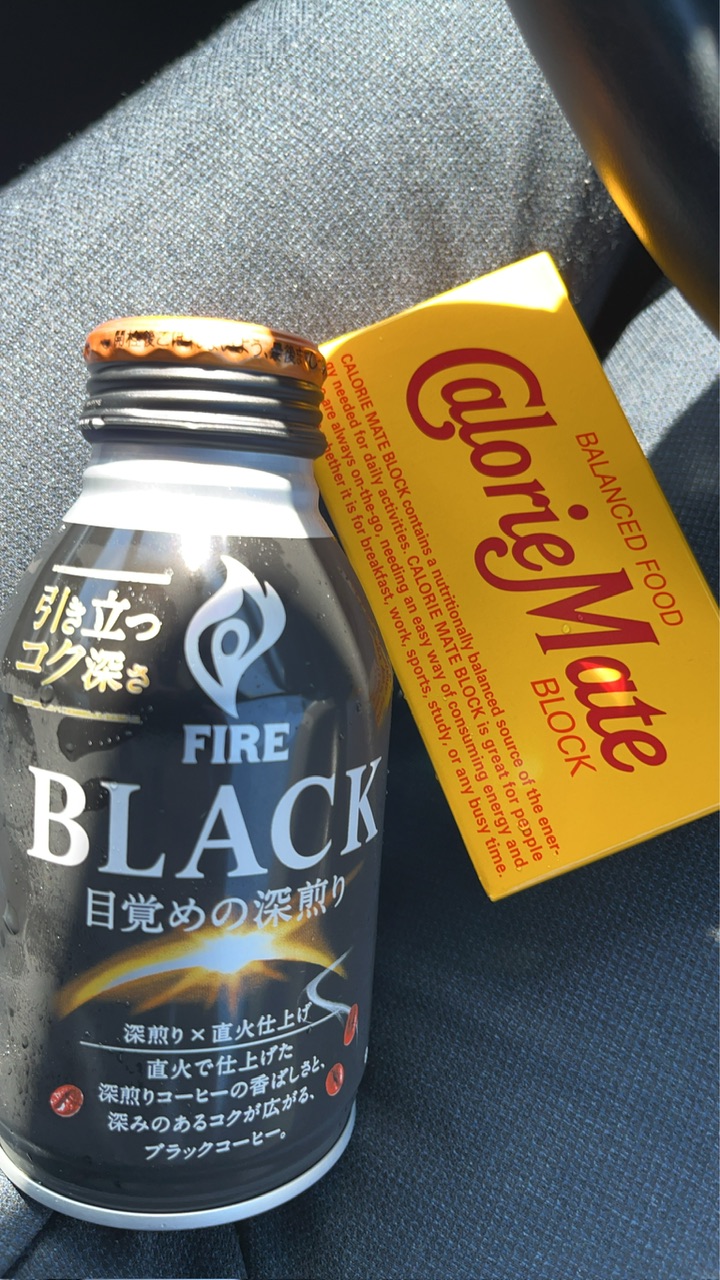 引き立つ
コク深さ
FIRE
BLACK
目覚めの深煎り
深煎り×直火仕上げ
直火で仕上げた
深煎りコーヒーの香ばしさと、
深みのあるコクが広がる、
ブラックコーヒー。
BALANCED FOOD
CalorieMate
BLOCK
CALORIE MATE BLOCK contains a nutritionally balanced source of the ener-
gy needed for daily activities. CALORIE MATE BLOCK is great for people
are always on-the-go, needing an easy way of consuming energy and
whether it is for breakfast, work, sports, study, or any busy time.